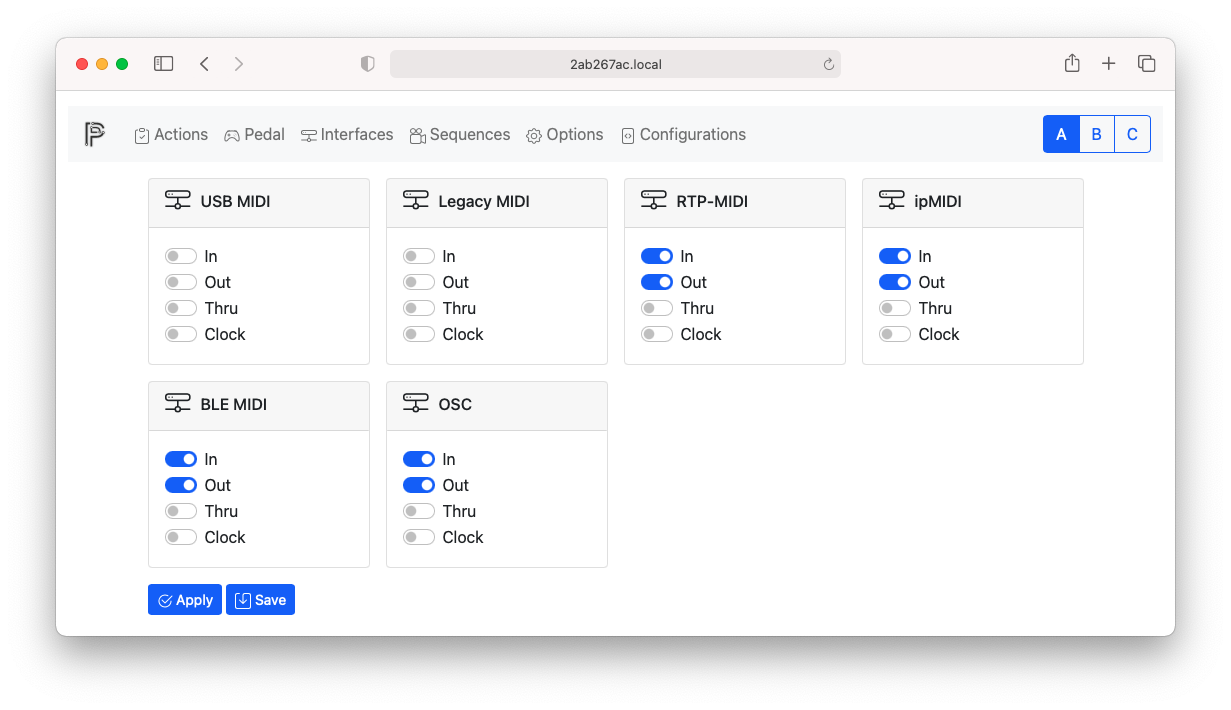 2ab267ac.local
Actions Pedal Interfaces Sequences Options Configurations A B C
USB MIDI
In
Out
Thru
Clock
Legacy MIDI
In
Out
Thru
Clock
RTP-MIDI
In
Out
Thru
Clock
ipMIDI
In
Out
Thru
Clock
BLE MIDI
In
Out
Thru
Clock
OSC
In
Out
Thru
Clock
Apply Save